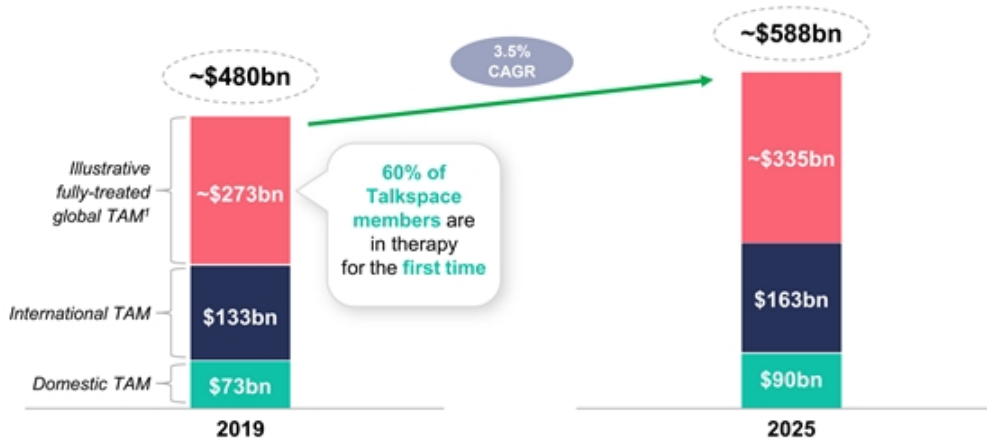 ~$480bn
3.5%
CAGR
~$588bn
Illustrative
fully-treated
global TAM¹
~$273bn
60% of
Talkspace
members are
in therapy
for the first time
~$335bn
International TAM
$133bn
$163bn
Domestic TAM
$73bn
$90bn
2019
2025